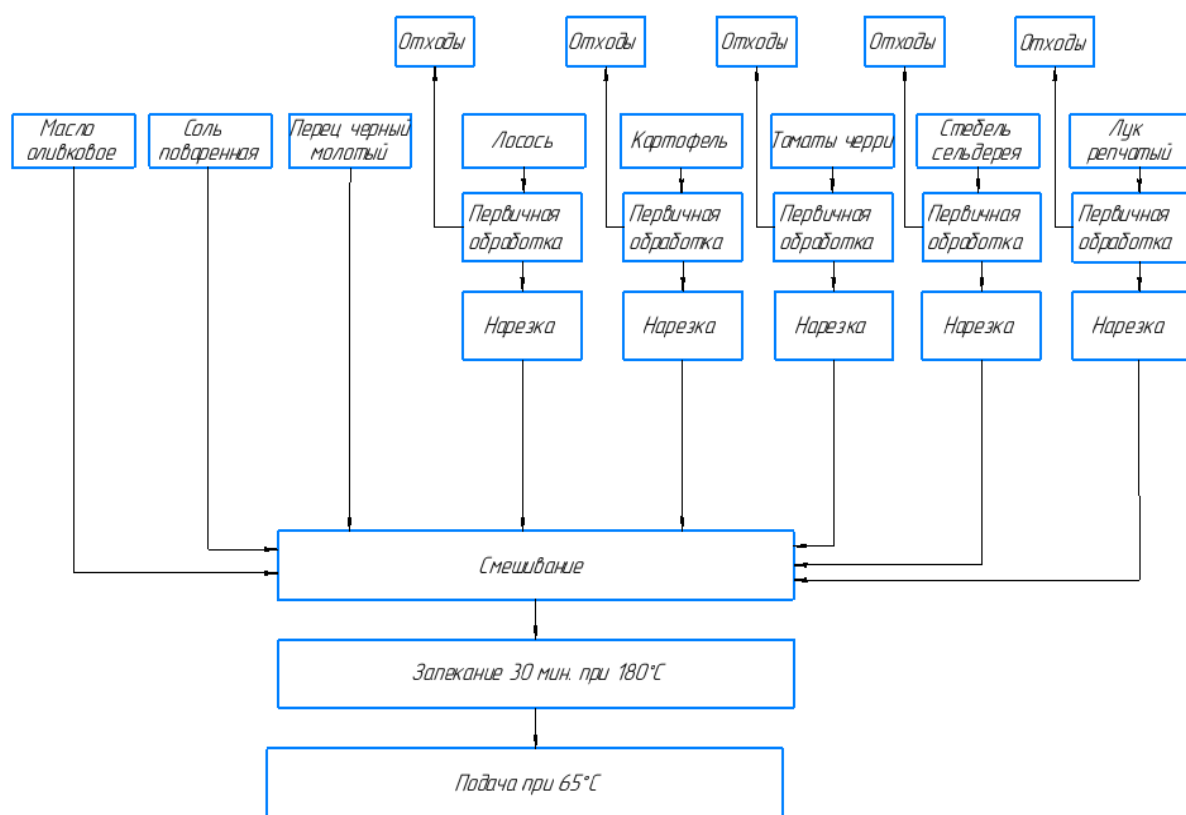 Отходы
Отходы
Отходы
Отходы
Отходы
Масло
оливковое
Соль
поваренная
Перец черный
молотый
Лосось
Картофель
Томаты черри
Стебель
сельдерея
Лук
репчатый
Первичная
обработка
Первичная
обработка
Первичная
обработка
Первичная
обработка
Первичная
обработка
Нарезка
Нарезка
Нарезка
Нарезка
Нарезка
Смешивание
Запекание 30 мин. при 180°С
Подача при 65°С